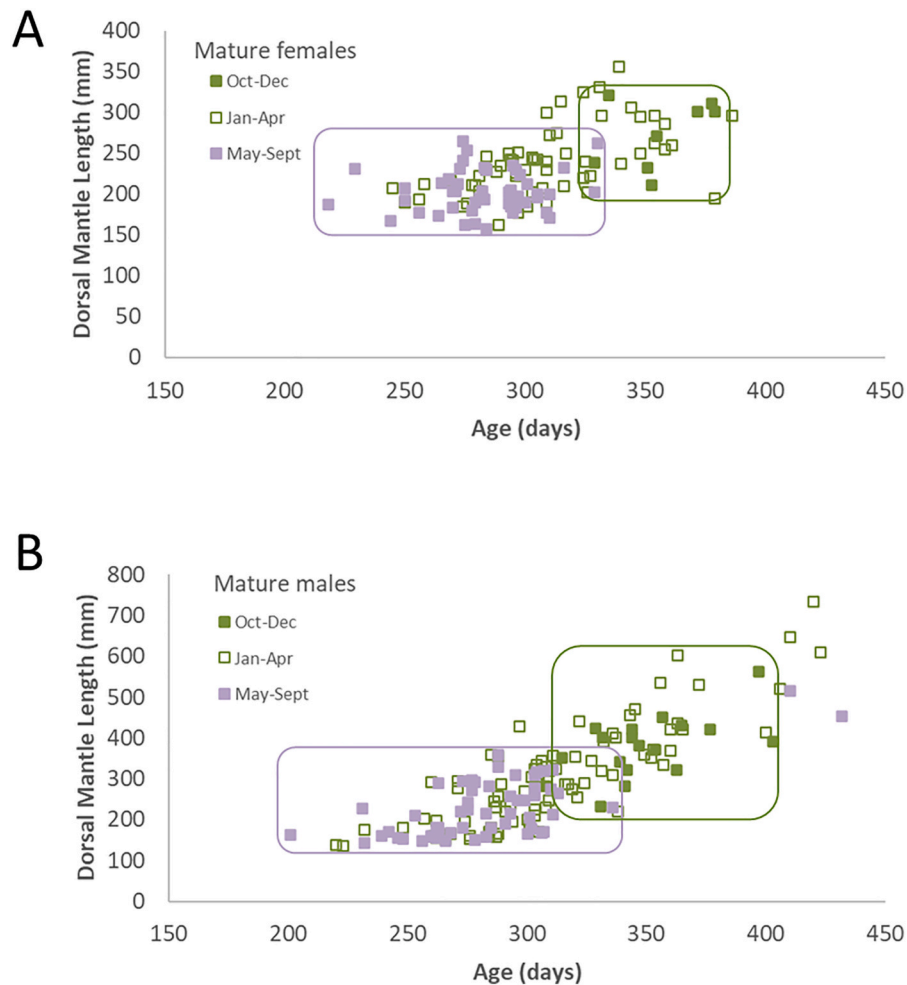 A
Mature females
Oct-Dec
Jan-Apr
May-Sept
Dorsal Mantle Length (mm)
400
350
300
250
200
150
100
50
0
150 200 250 300 350 400 450
Age (days)
B
Mature males
Oct-Dec
Jan-Apr
May-Sept
Dorsal Mantle Length (mm)
800
700
600
500
400
300
200
100
0
150 200 250 300 350 400 450
Age (days)